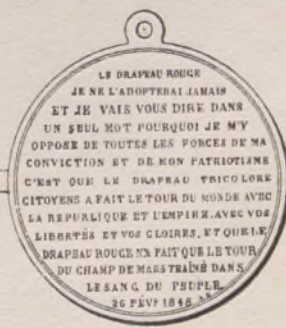 LE DRAPEAU ROUGE
JE NE L'ADOPTERAI JAMAIS
ET JE VAIS VOUS DIRE DANS
UN SEUL MOT POURQUOI JE M'Y
OPPOSE DE TOUTES LES FORCES DE MA
CONVICTION ET DE MON PATRIOTISME
C'EST QUE LE DRAPEAU TRICOLORE
CITOYENS A FAIT LE TOUR DU MONDE AVEC
LA REPUBLIQUE ET L'EMPIRE. AVEC VOS
LIBERTÉS ET VOS GLOIRES, ET QUE LE
DRAPEAU ROUGE N'A FAIT QUE LE TOUR
DU CHAMP DE MARS TRAÎNÉ DANS
LE SANG DU PEUPLE
26 FÉVR 1848